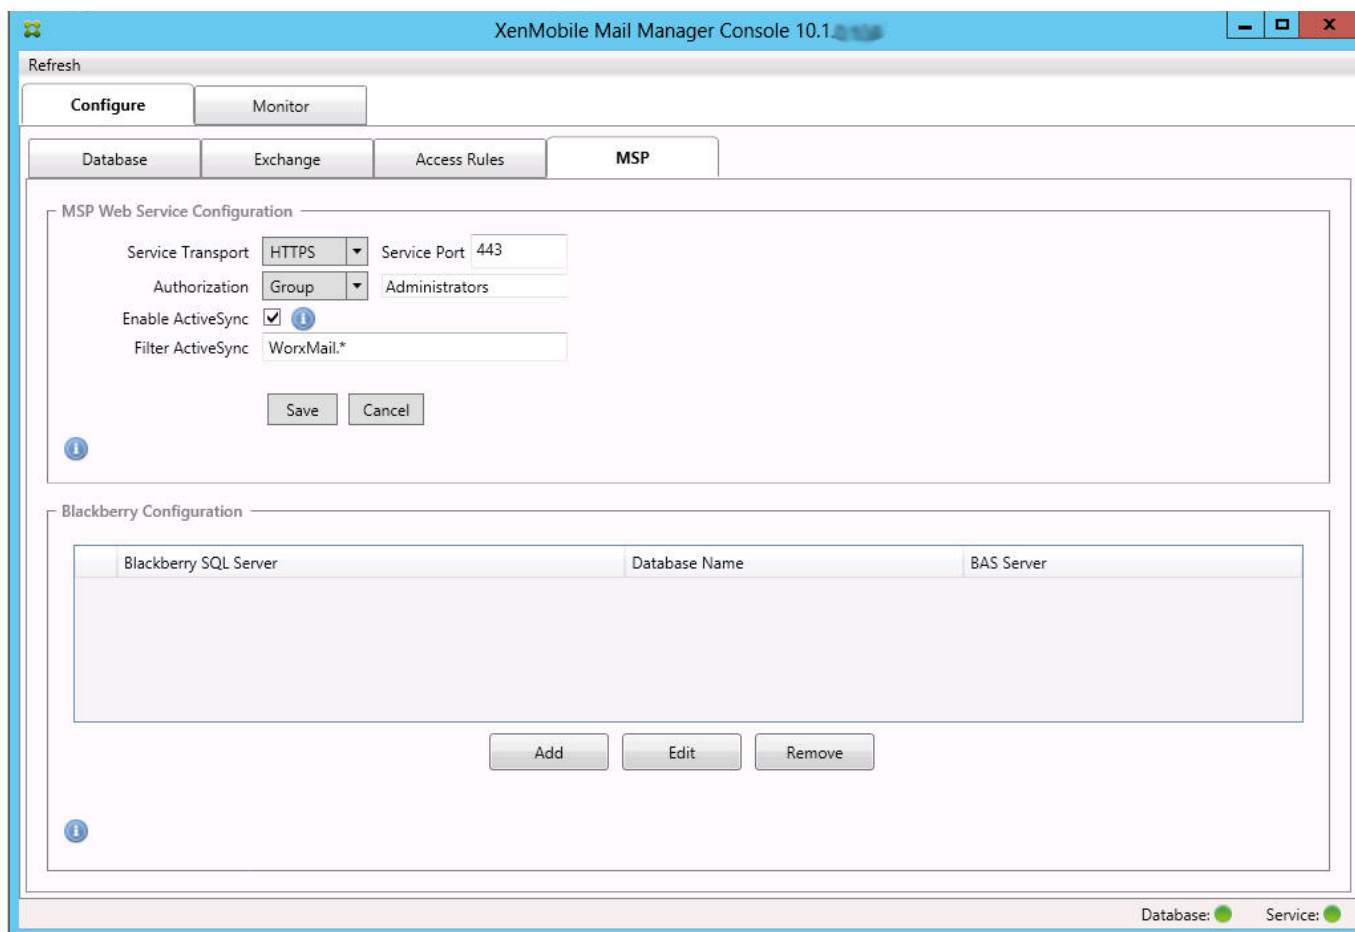 XenMobile Mail Manager Console 10.1.
Refresh
Configure Monitor
Database Exchange Access Rules MSP
MSP Web Service Configuration
Service Transport HTTPS Service Port 443
Authorization Group Administrators
Enable ActiveSync
Filter ActiveSync WorxMail.*
Save Cancel
Blackberry Configuration
Blackberry SQL Server Database Name BAS Server
Add Edit Remove
Database: Service: